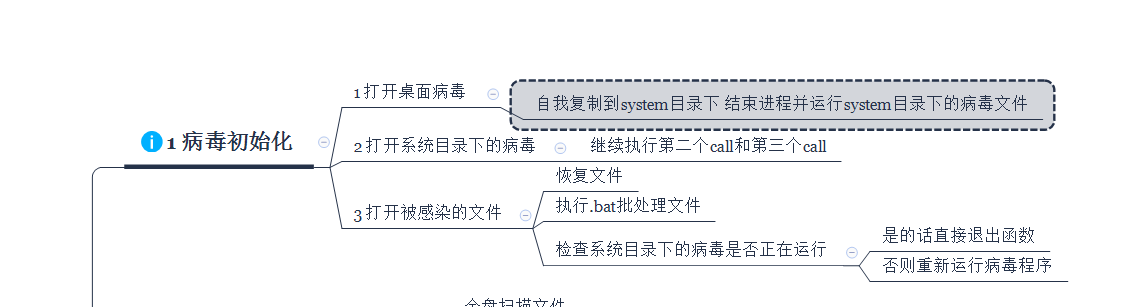 1 打开桌面病毒
自我复制到system目录下 结束进程并运行system目录下的病毒文件
1 病毒初始化
2 打开系统目录下的病毒
继续执行第二个call和第三个call
恢复文件
3 打开被感染的文件
执行.bat批处理文件
检查系统目录下的病毒是否正在运行
是的话直接退出函数
否则重新运行病毒程序
全盘扫描文件